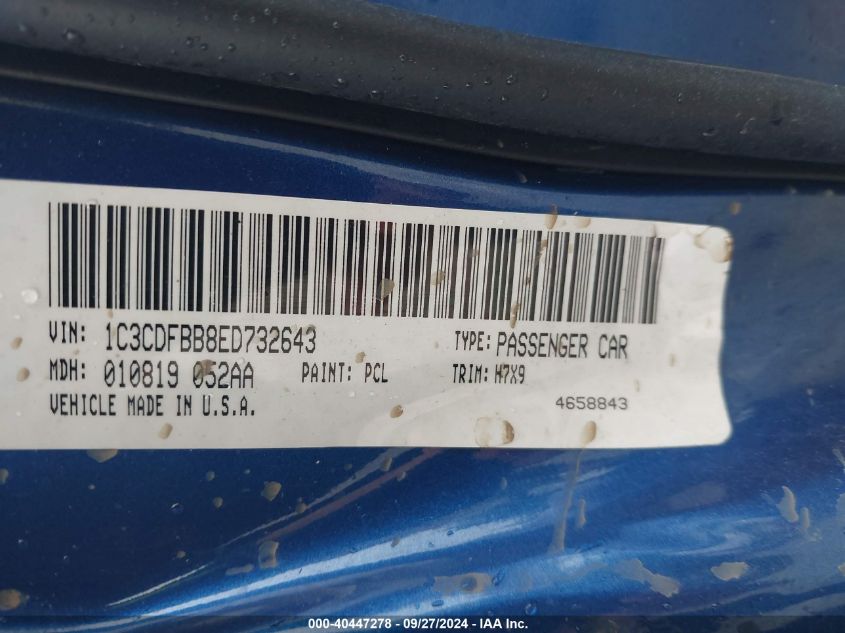 VIN: 1C3CDFBB8ED732643 TYPE: PASSENGER CAR
MDH: 010819 052AA PAINT: PCL TRIM: H7X9
VEHICLE MADE IN U.S.A. 4658843
000-40447278 - 09/27/2024 - IAA Inc.